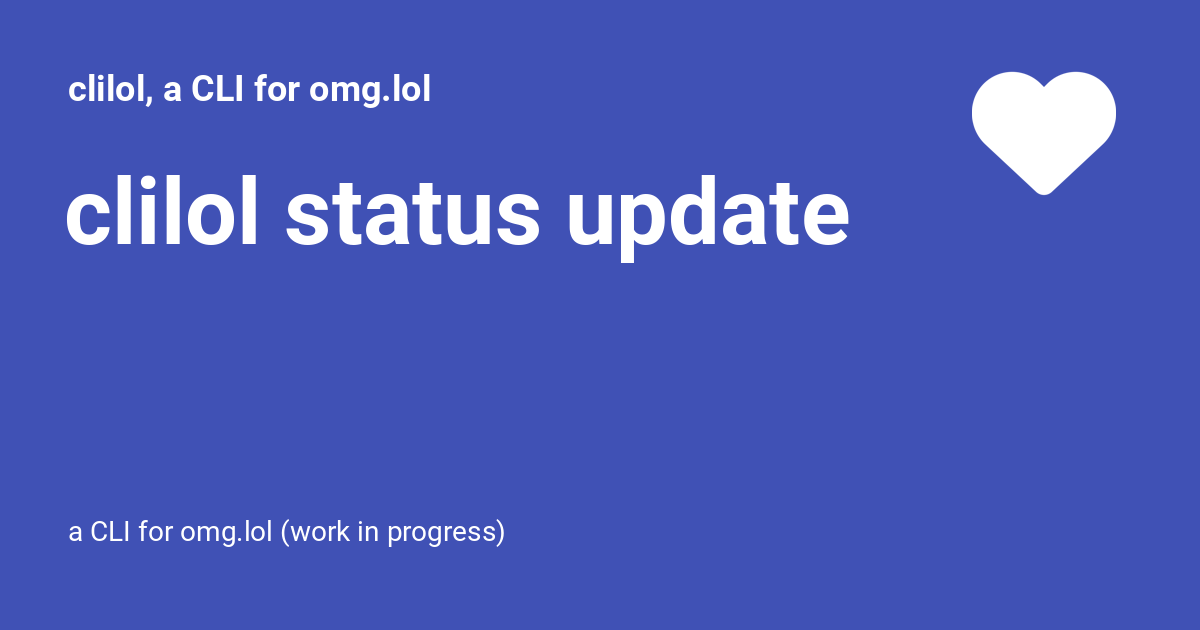 clilol, a CLI for omg.lol
clilol status update
a CLI for omg.lol (work in progress)